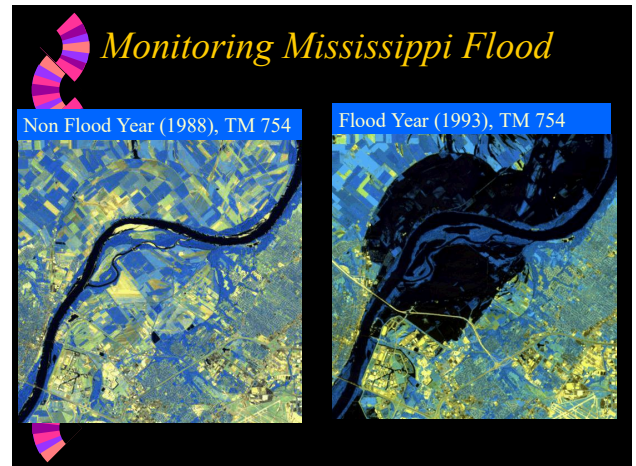 Monitoring Mississippi Flood
Non Flood Year (1988), TM 754
Flood Year (1993), TM 754